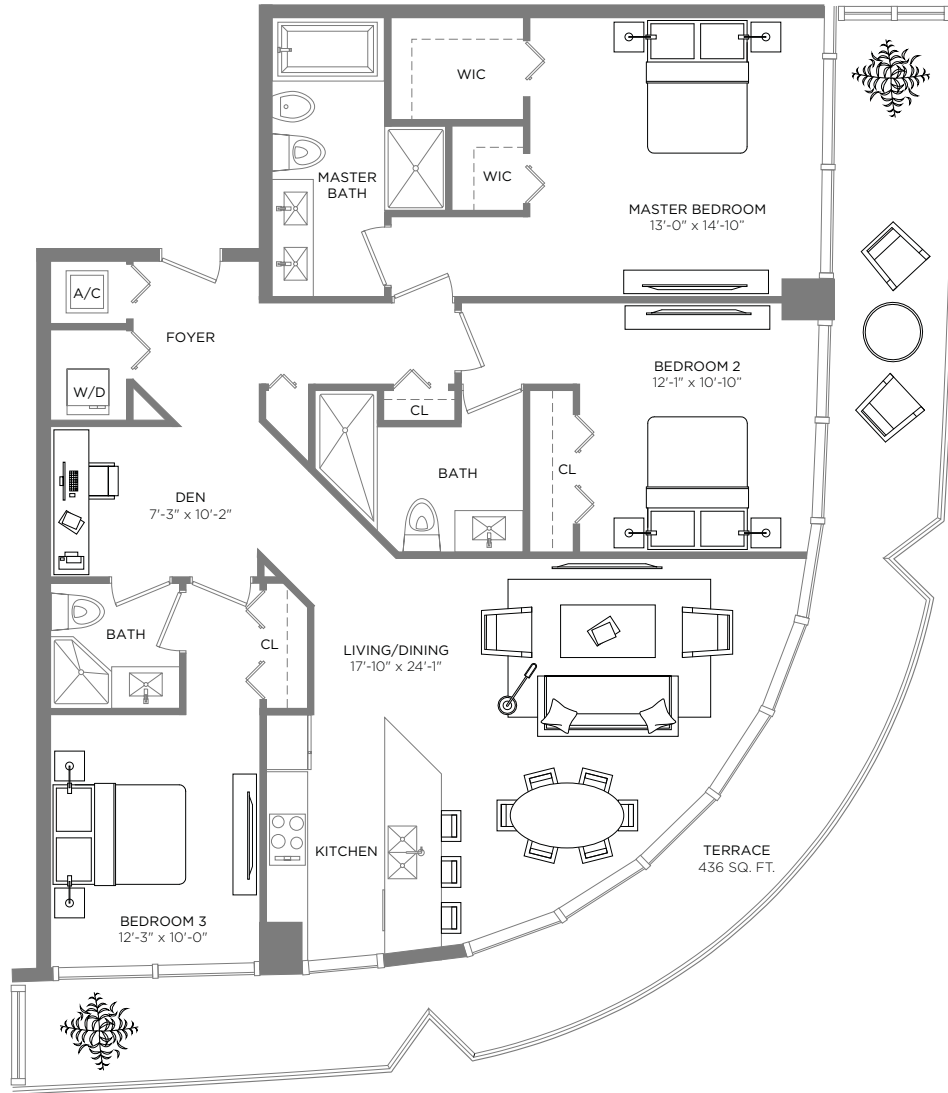 WIC
WIC
MASTER
BATH
MASTER BEDROOM
13'-0" x 14'-10"
A/C
FOYER
W/D
BEDROOM 2
12'-1" x 10'-10"
CL
BATH
CL
DEN
7'-3" x 10'-2"
BATH
CL
LIVING/DINING
17'-10" x 24'-1"
KITCHEN
TERRACE
436 SQ. FT.
BEDROOM 3
12'-3" x 10'-0"